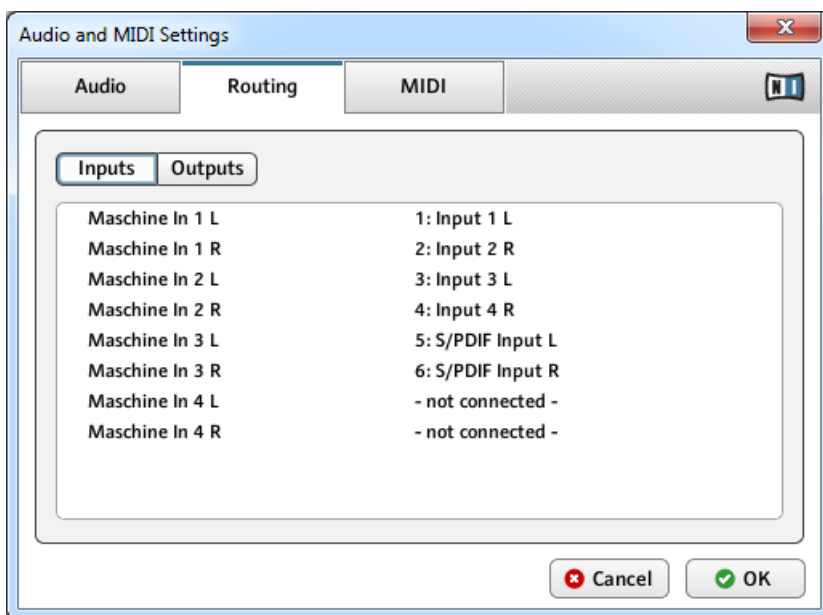 Audio and MIDI Settings
Audio Routing MIDI NI
Inputs Outputs
Maschine In 1 L 1: Input 1 L
Maschine In 1 R 2: Input 2 R
Maschine In 2 L 3: Input 3 L
Maschine In 2 R 4: Input 4 R
Maschine In 3 L 5: S/PDIF Input L
Maschine In 3 R 6: S/PDIF Input R
Maschine In 4 L - not connected -
Maschine In 4 R - not connected -
Cancel OK